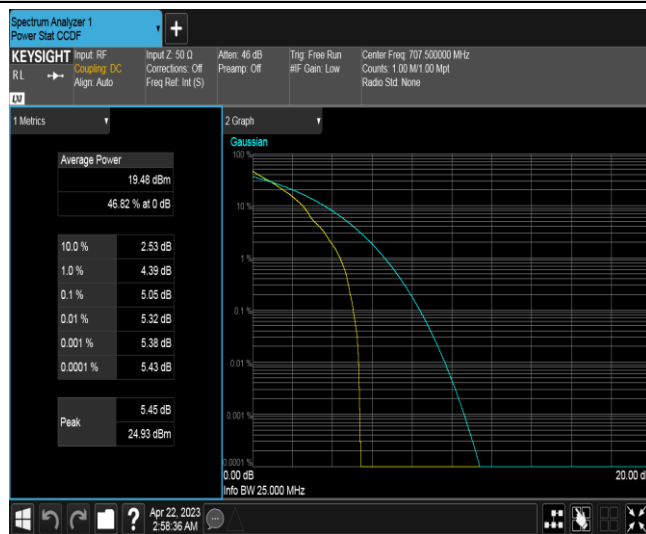 Spectrum Analyzer 1
Power Stat CCDF
+
KEYSIGHT
RL
LXI
Input: RF
Coupling: DC
Align: Auto
Input Z: 50 Ω
Corrections: Off
Freq Ref: Int (S)
Atten: 46 dB
Preamp: Off
Trig: Free Run
#IF Gain: Low
Center Freq: 707.500000 MHz
Counts: 1.00 M/1.00 Mpt
Radio Std: None
1 Metrics
Average Power
19.48 dBm
46.82 % at 0 dB
10.0 % 2.53 dB
1.0 % 4.39 dB
0.1 % 5.05 dB
0.01 % 5.32 dB
0.001 % 5.38 dB
0.0001 % 5.43 dB
Peak
5.45 dB
24.93 dBm
2 Graph
Gaussian
100 %
10 %
1 %
0.1 %
0.01 %
0.001 %
0.0001 %
0.00 dB 20.00 d
Info BW 25.000 MHz
?
Apr 22, 2023
2:58:36 AM